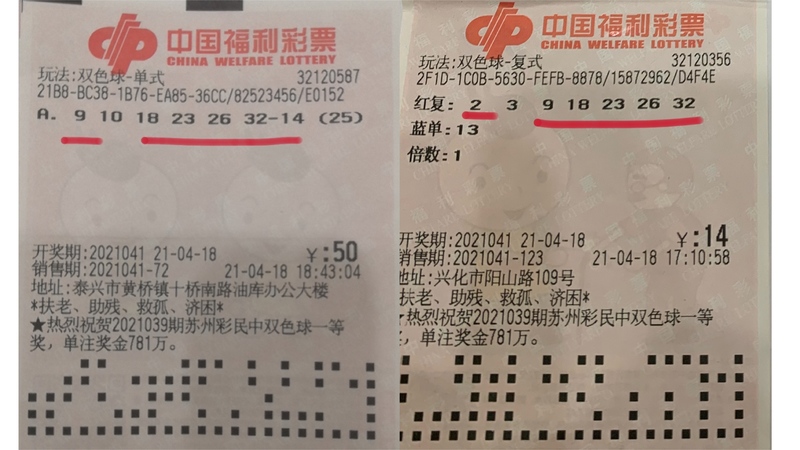 中国福利彩票
CHINA WELFARE LOTTERY
玩法:双色球-单式 32120587
21B8-BC38-1B76-EA85-36CC/82523456/E0152
A. 9 10 18 23 26 32-14 (25)
开奖期:2021041 21-04-18 ￥:50
销售期:2021041-72 21-04-18 18:43:04
地址:泰兴市黄桥镇十桥南路油库办公大楼
*扶老、助残、救孤、济困*
★热烈祝贺2021039期苏州彩民中双色球一等
奖，单注奖金781万。
中国福利彩票
CHINA WELFARE LOTTERY
玩法:双色球-复式 32120356
2F1D-1C0B-5630-FEFB-8878/15872962/D4F4E
红复: 2 3 9 18 23 26 32
蓝单:13
倍数:1
开奖期:2021041 21-04-18 ￥:14
销售期:2021041-123 21-04-18 17:10:58
地址:兴化市阳山路109号
*扶老、助残、救孤、济困*
★热烈祝贺2021039期苏州彩民中双色球一等
奖，单注奖金781万。